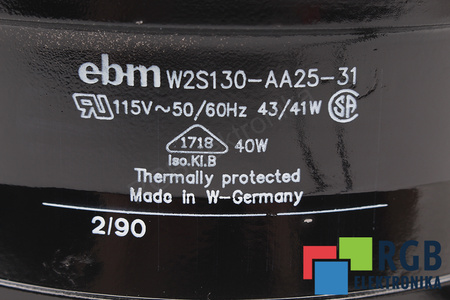 ebm W2S130-AA25-31
115V~50/60Hz 43/41W SA
1718 40W
Iso.Kl.B
Thermally protected
Made in W-Germany
2/90
RGB
ELEKTRONIKA